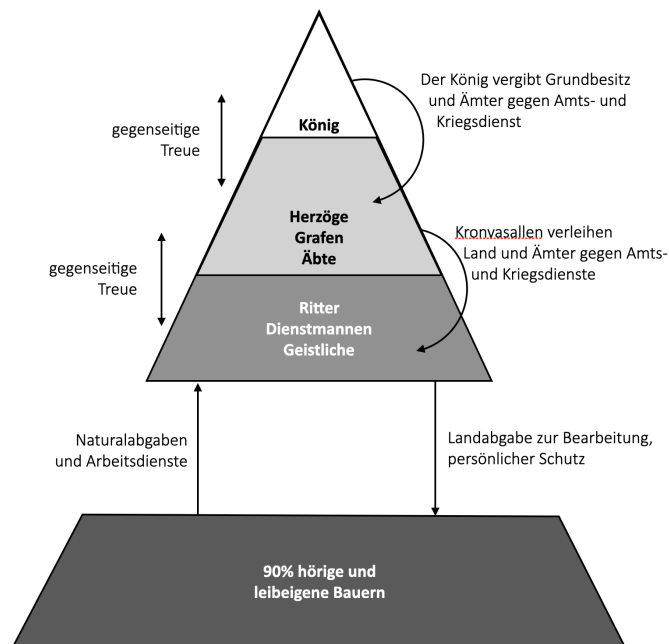 Der König vergibt Grundbesitz
und Ämter gegen Amts- und
Kriegsdienst
König
gegenseitige
Treue
Herzöge
Grafen
Äbte
Kronvasallen verleihen
Land und Ämter gegen Amts-
und Kriegsdienste
gegenseitige
Treue
Ritter
Dienstmannen
Geistliche
Naturalabgaben
und Arbeitsdienste
Landabgabe zur Bearbeitung,
persönlicher Schutz
90% hörige und
leibeigene Bauern